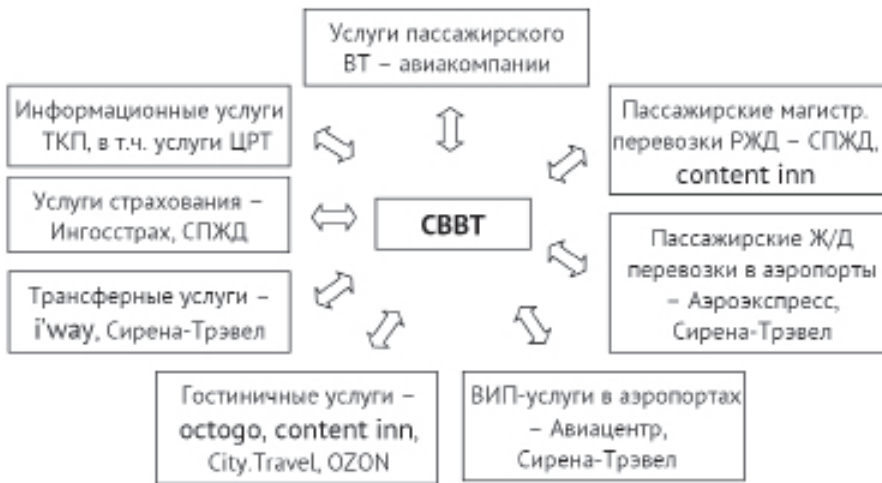 Услуги пассажирского
ВТ – авиакомпании
Информационные услуги
ТКП, в т.ч. услуги ЦРТ
Пассажирские магистр.
перевозки РЖД – СПЖД,
content inn
Услуги страхования –
Ингосстрах, СПЖД
СВВТ
Пассажирские Ж/Д
перевозки в аэропорты
– Аэроэкспресс,
Сирена-Трэвел
Трансферные услуги –
i'way, Сирена-Трэвел
Гостиничные услуги –
octogo, content inn,
City.Travel, OZON
ВИП-услуги в аэропортах
– Авиацентр,
Сирена-Трэвел